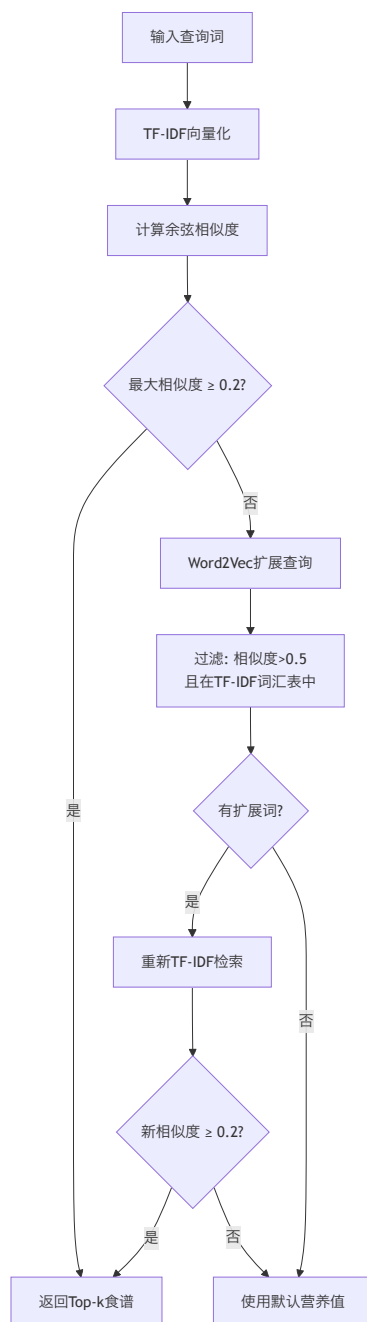 输入查询词
TF-IDF向量化
计算余弦相似度
最大相似度 ≥ 0.2?
否
Word2Vec扩展查询
过滤: 相似度>0.5
且在TF-IDF词汇表中
有扩展词?
是
是
重新TF-IDF检索
否
新相似度 ≥ 0.2?
是
否
返回Top-k食谱
使用默认营养值